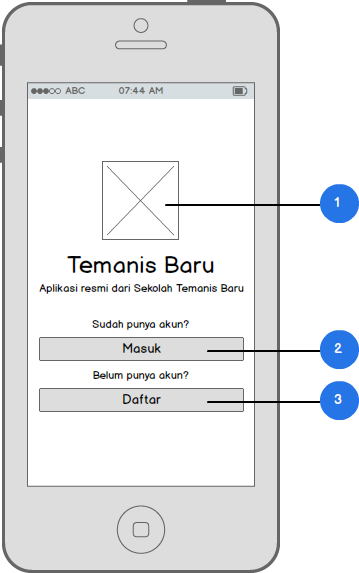 ABC 07:44 AM
1
Temanis Baru
Aplikasi resmi dari Sekolah Temanis Baru
Sudah punya akun?
Masuk 2
Belum punya akun?
Daftar 3